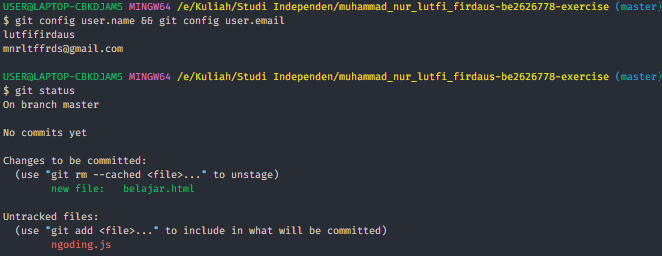 USER@LAPTOP-CBKDJAM5 MINGW64 /e/Kuliah/Studi Independen/muhammad_nur_lutfi_firdaus-be2626778-exercise (master)
$ git config user.name && git config user.email
lutfifirdaus
mnrltffrds@gmail.com

USER@LAPTOP-CBKDJAM5 MINGW64 /e/Kuliah/Studi Independen/muhammad_nur_lutfi_firdaus-be2626778-exercise (master)
$ git status
On branch master

No commits yet

Changes to be committed:
  (use "git rm --cached <file>..." to unstage)
        new file:   belajar.html

Untracked files:
  (use "git add <file>..." to include in what will be committed)
        ngoding.js